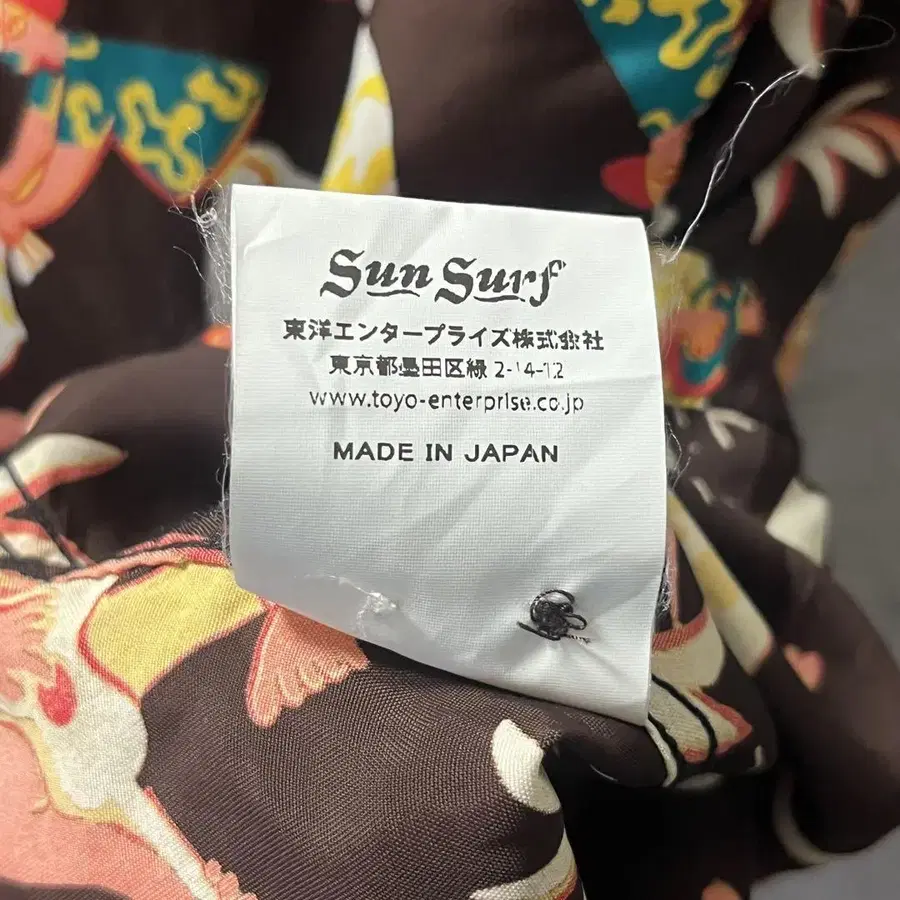 Sun Surf
東洋エンタープライズ株式会社
東京都墨田区緑 2-14-12
www.toyo-enterprise.co.jp
MADE IN JAPAN